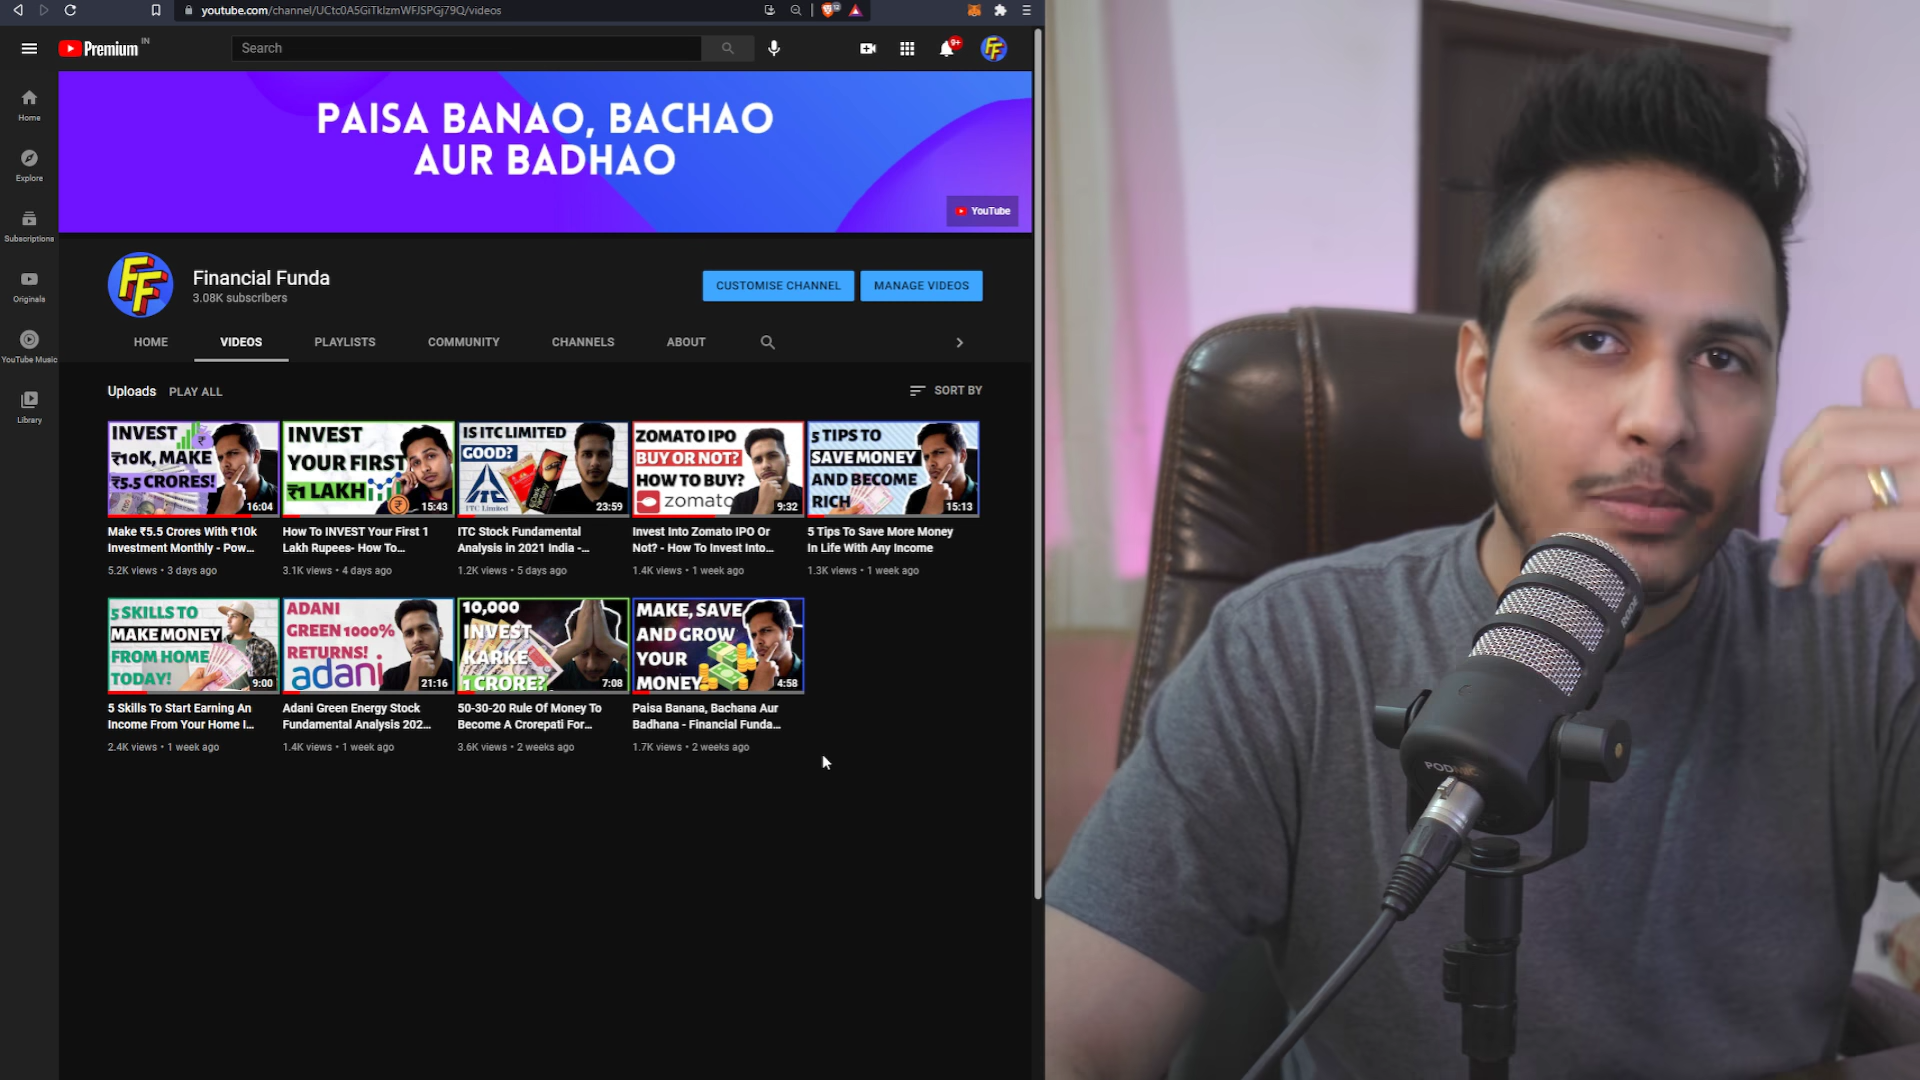 youtube.com/channel/UCtc0A5GiTkIzmWFJSPGj79Q/videos
Premium IN
Search
9+
FF
PAISA BANAO, BACHAO
AUR BADHAO
YouTube
Home
Explore
Subscriptions
Originals
YouTube Music
Library
FF
Financial Funda
3.08K subscribers
CUSTOMISE CHANNEL
MANAGE VIDEOS
HOME VIDEOS PLAYLISTS COMMUNITY CHANNELS ABOUT
Uploads PLAY ALL
SORT BY
INVEST
₹10K, MAKE
₹5.5 CRORES!
16:04
Make ₹5.5 Crores With ₹10k
Investment Monthly - Pow...
5.2K views • 3 days ago
INVEST
YOUR FIRST
₹1 LAKH
15:43
How To INVEST Your First 1
Lakh Rupees- How To...
3.1K views • 4 days ago
IS ITC LIMITED
GOOD?
ITC Limited
23:59
ITC Stock Fundamental
Analysis in 2021 India -...
1.2K views • 5 days ago
ZOMATO IPO
BUY OR NOT?
HOW TO BUY?
zomato
9:32
Invest Into Zomato IPO Or
Not? - How To Invest Into...
1.4K views • 1 week ago
5 TIPS TO
SAVE MONEY
AND BECOME
RICH
15:13
5 Tips To Save More Money
In Life With Any Income
1.3K views • 1 week ago
5 SKILLS TO
MAKE MONEY
FROM HOME
TODAY!
9:00
5 Skills To Start Earning An
Income From Your Home I...
2.4K views • 1 week ago
ADANI
GREEN 1000%
RETURNS!
adani
21:16
Adani Green Energy Stock
Fundamental Analysis 202...
1.4K views • 1 week ago
10,000
INVEST
KARKE
1 CRORE?
7:08
50-30-20 Rule Of Money To
Become A Crorepati For...
3.6K views • 2 weeks ago
MAKE, SAVE
AND GROW
YOUR
MONEY
4:58
Paisa Banana, Bachana Aur
Badhana - Financial Funda...
1.7K views • 2 weeks ago
RODE
PODMIC